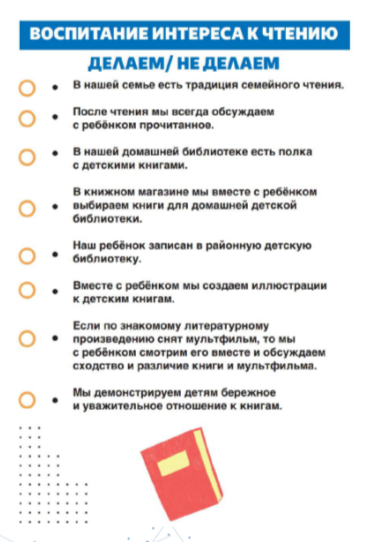 ВОСПИТАНИЕ ИНТЕРЕСА К ЧТЕНИЮ
ДЕЛАЕМ/ НЕ ДЕЛАЕМ
• В нашей семье есть традиция семейного чтения.
• После чтения мы всегда обсуждаем
с ребёнком прочитанное.
• В нашей домашней библиотеке есть полка
с детскими книгами.
• В книжном магазине мы вместе с ребёнком
выбираем книги для домашней детской
библиотеки.
• Наш ребёнок записан в районную детскую
библиотеку.
• Вместе с ребёнком мы создаем иллюстрации
к детским книгам.
• Если по знакомому литературному
произведению снят мультфильм, то мы
с ребёнком смотрим его вместе и обсуждаем
сходство и различие книги и мультфильма.
• Мы демонстрируем детям бережное
и уважительное отношение к книгам.